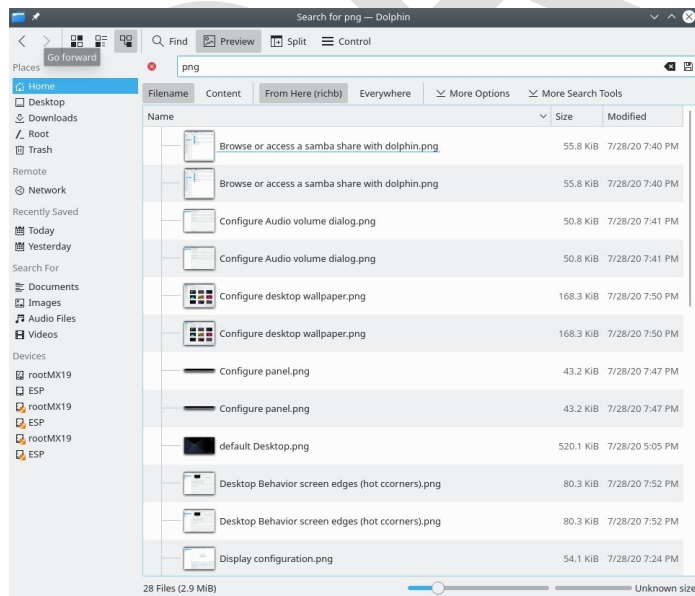 Search for png — Dolphin
Find Preview Split Control
Go forward
Places
Home
Desktop
Downloads
Root
Trash
Remote
Network
Recently Saved
Today
Yesterday
Search For
Documents
Images
Audio Files
Videos
Devices
rootMX19
ESP
rootMX19
ESP
rootMX19
ESP
png
Filename Content From Here (richb) Everywhere More Options More Search Tools
Name Size Modified
Browse or access a samba share with dolphin.png 55.8 KiB 7/28/20 7:40 PM
Browse or access a samba share with dolphin.png 55.8 KiB 7/28/20 7:40 PM
Configure Audio volume dialog.png 50.8 KiB 7/28/20 7:41 PM
Configure Audio volume dialog.png 50.8 KiB 7/28/20 7:41 PM
Configure desktop wallpaper.png 168.3 KiB 7/28/20 7:50 PM
Configure desktop wallpaper.png 168.3 KiB 7/28/20 7:50 PM
Configure panel.png 43.2 KiB 7/28/20 7:47 PM
Configure panel.png 43.2 KiB 7/28/20 7:47 PM
default Desktop.png 520.1 KiB 7/28/20 5:05 PM
Desktop Behavior screen edges (hot ccorners).png 80.3 KiB 7/28/20 7:52 PM
Desktop Behavior screen edges (hot ccorners).png 80.3 KiB 7/28/20 7:52 PM
Display configuration.png 54.1 KiB 7/28/20 7:24 PM
28 Files (2.9 MiB) Unknown size